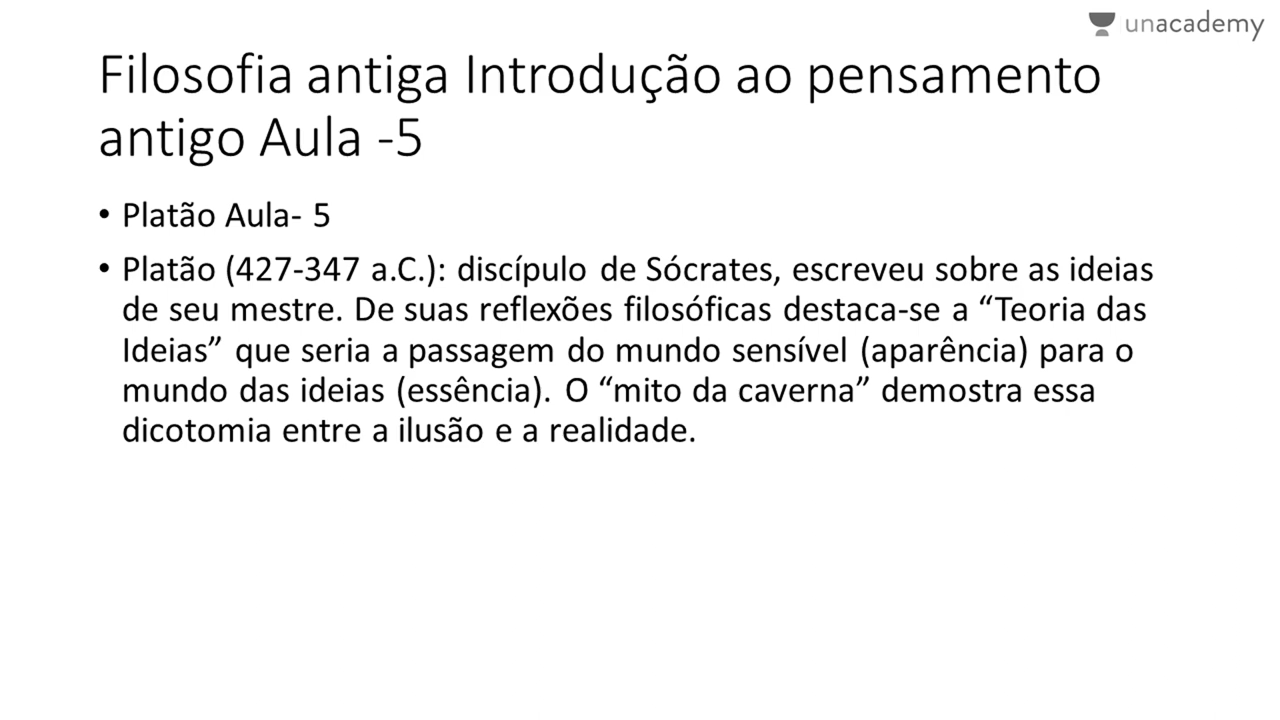 unacademy
Filosofia antiga Introdução ao pensamento
antigo Aula -5
• Platão Aula- 5
• Platão (427-347 a.C.): discípulo de Sócrates, escreveu sobre as ideias
de seu mestre. De suas reflexões filosóficas destaca-se a “Teoria das
Ideias” que seria a passagem do mundo sensível (aparência) para o
mundo das ideias (essência). O “mito da caverna” demostra essa
dicotomia entre a ilusão e a realidade.